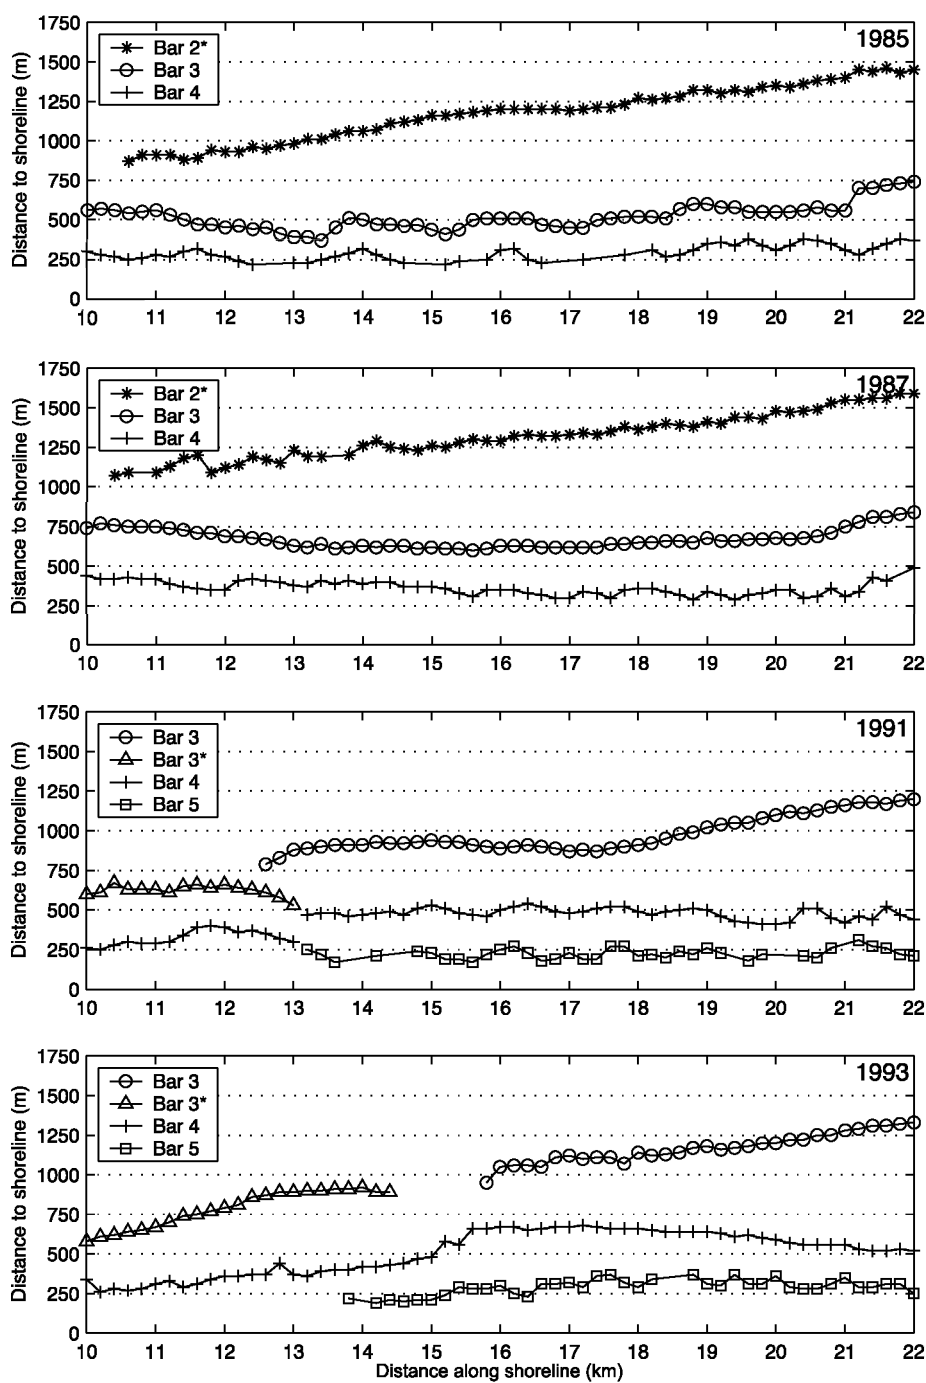 1985
Bar 2*
Bar 3
Bar 4
Distance to shoreline (m)
1750
1500
1250
1000
750
500
250
0
10 11 12 13 14 15 16 17 18 19 20 21 22
1987
Bar 2*
Bar 3
Bar 4
Distance to shoreline (m)
1750
1500
1250
1000
750
500
250
0
10 11 12 13 14 15 16 17 18 19 20 21 22
1991
Bar 3
Bar 3*
Bar 4
Bar 5
Distance to shoreline (m)
1750
1500
1250
1000
750
500
250
0
10 11 12 13 14 15 16 17 18 19 20 21 22
1993
Bar 3
Bar 3*
Bar 4
Bar 5
Distance to shoreline (m)
1750
1500
1250
1000
750
500
250
0
10 11 12 13 14 15 16 17 18 19 20 21 22
Distance along shoreline (km)